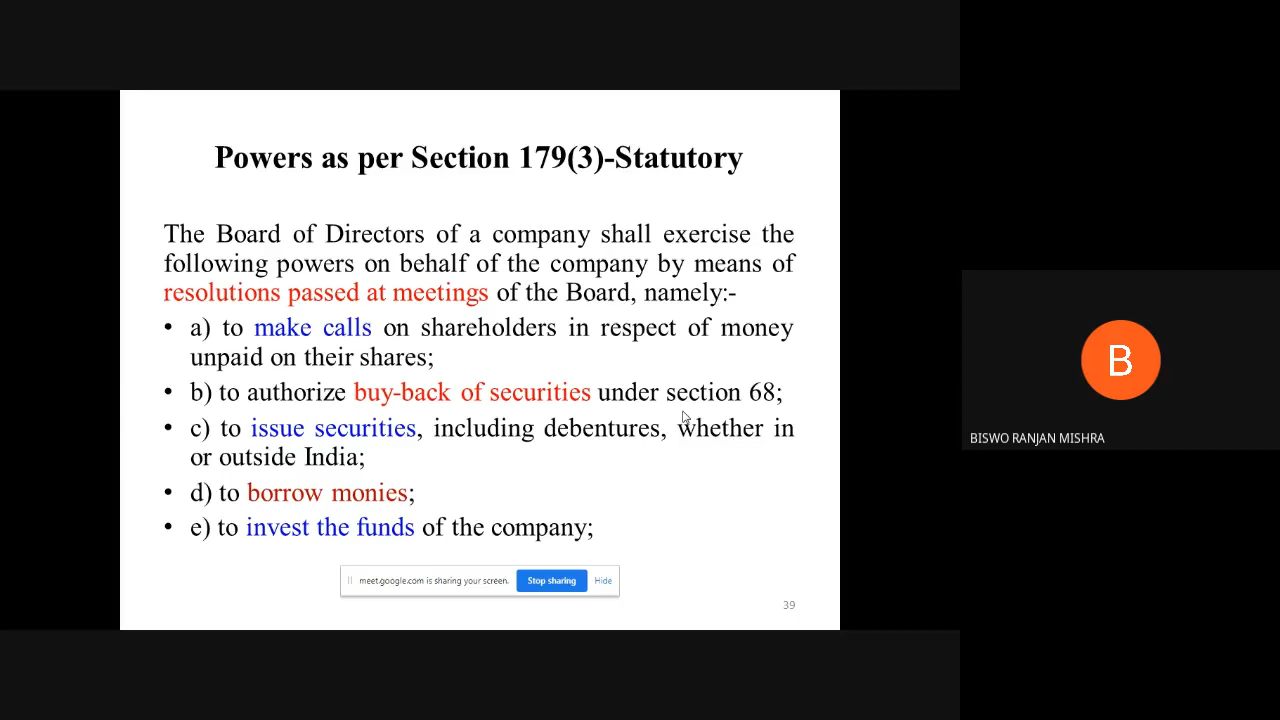 Powers as per Section 179(3)-Statutory
The Board of Directors of a company shall exercise the
following powers on behalf of the company by means of
resolutions passed at meetings of the Board, namely:-
• a) to make calls on shareholders in respect of money
unpaid on their shares;
• b) to authorize buy-back of securities under section 68;
• c) to issue securities, including debentures, whether in
or outside India;
• d) to borrow monies;
• e) to invest the funds of the company;
meet.google.com is sharing your screen. Stop sharing Hide
39
B
BISWO RANJAN MISHRA